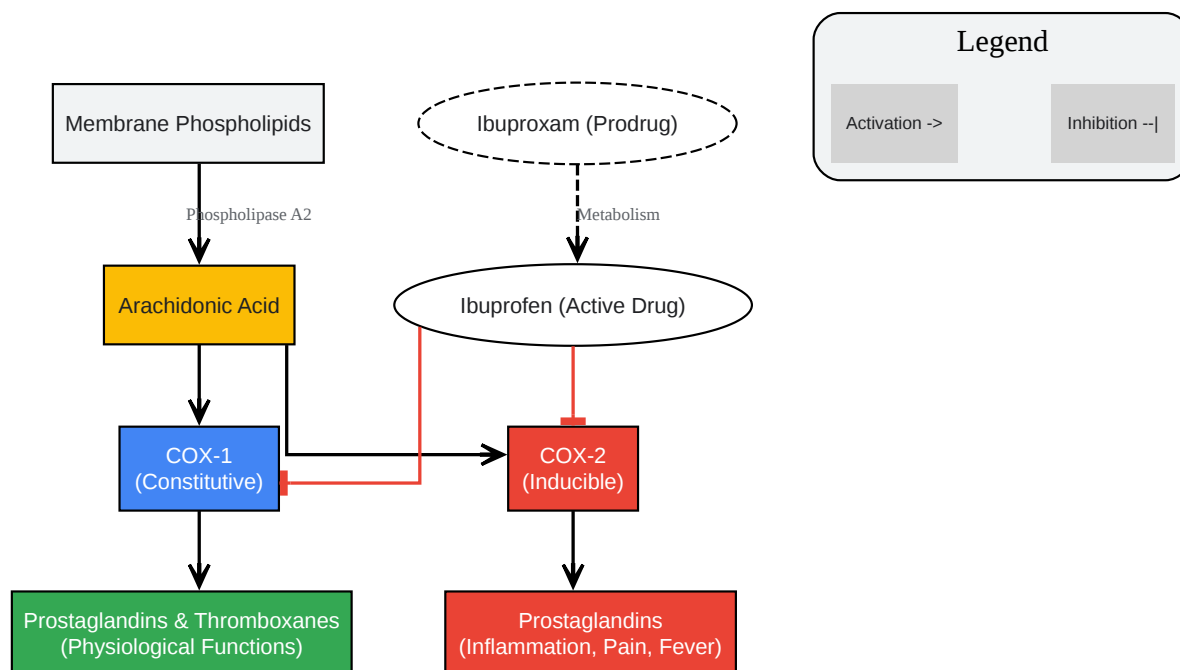 Legend
Activation ->
Inhibition --|
Membrane Phospholipids
Ibuproxam (Prodrug)
Phospholipase A2
Metabolism
Arachidonic Acid
Ibuprofen (Active Drug)
COX-1
(Constitutive)
COX-2
(Inducible)
Prostaglandins & Thromboxanes
(Physiological Functions)
Prostaglandins
(Inflammation, Pain, Fever)